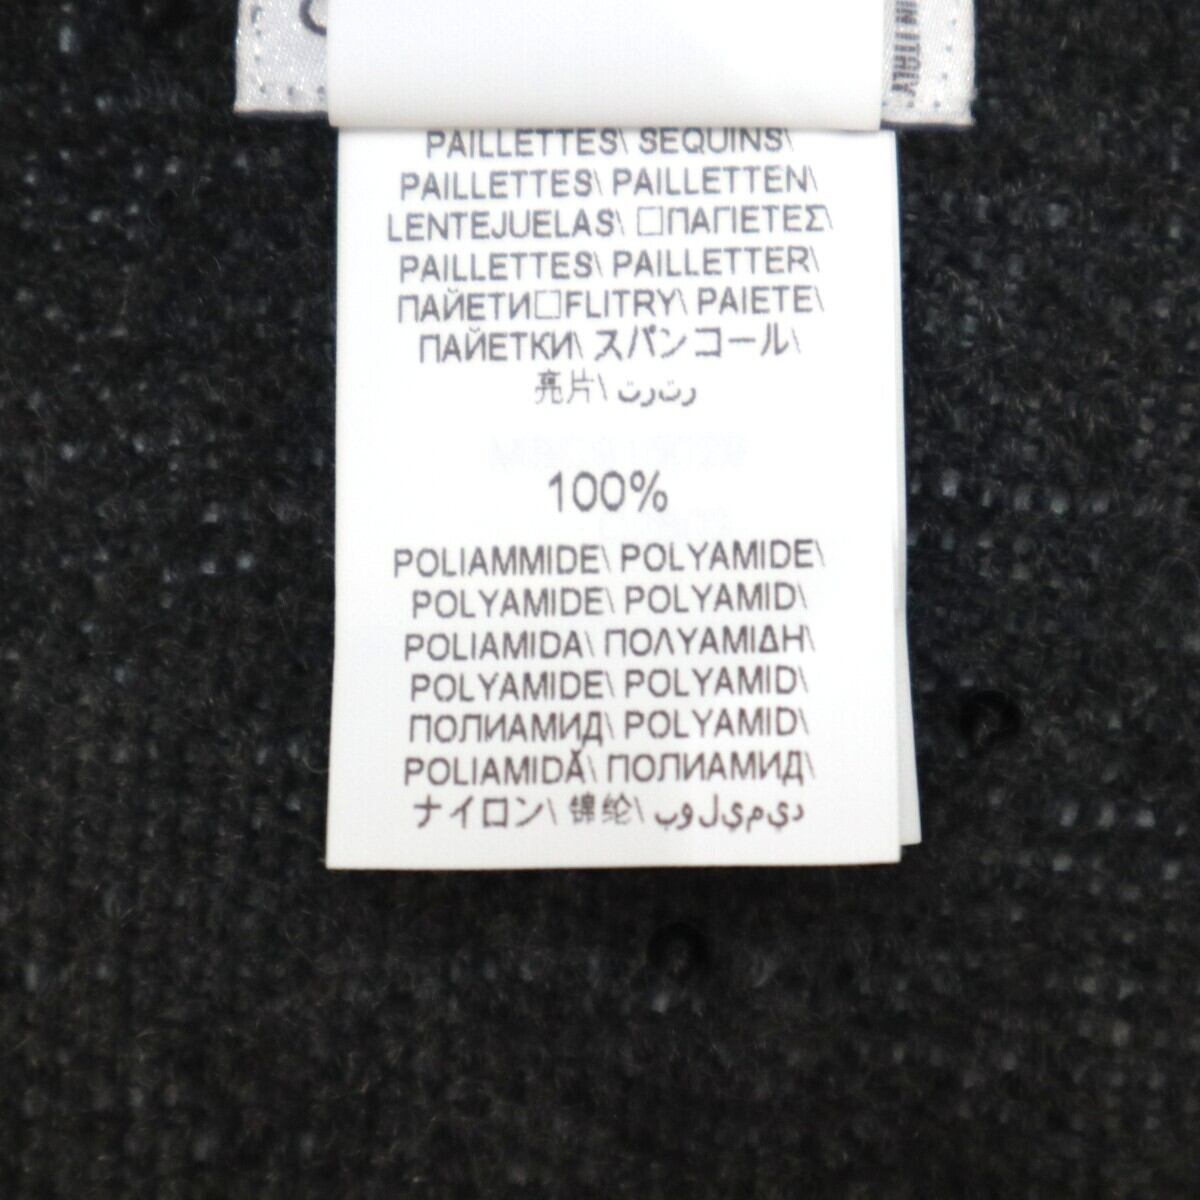 PAILLETTES\ SEQUINS\
PAILLETTES\ PAILLETTEN\
LENTEJUELAS\ □ΠΑΓΙΕΤΕΣ\
PAILLETTES\ PAILLETTER\
ПАЙЕТИ□FLITRY\ PAIETE\
ПАЙЕТКИ\ スパンコール\
亮片\ ترتر
100%
POLIAMMIDE\ POLYAMIDE\
POLYAMIDE\ POLYAMID\
POLIAMIDA\ ΠΟΛΥΑΜΙΔΗ\
POLYAMIDE\ POLYAMID\
ПОЛИАМИД\ POLYAMID\
POLIAMIDĂ\ ПОЛИАМИД\
ナイロン\ 锦纶\ بوليميد